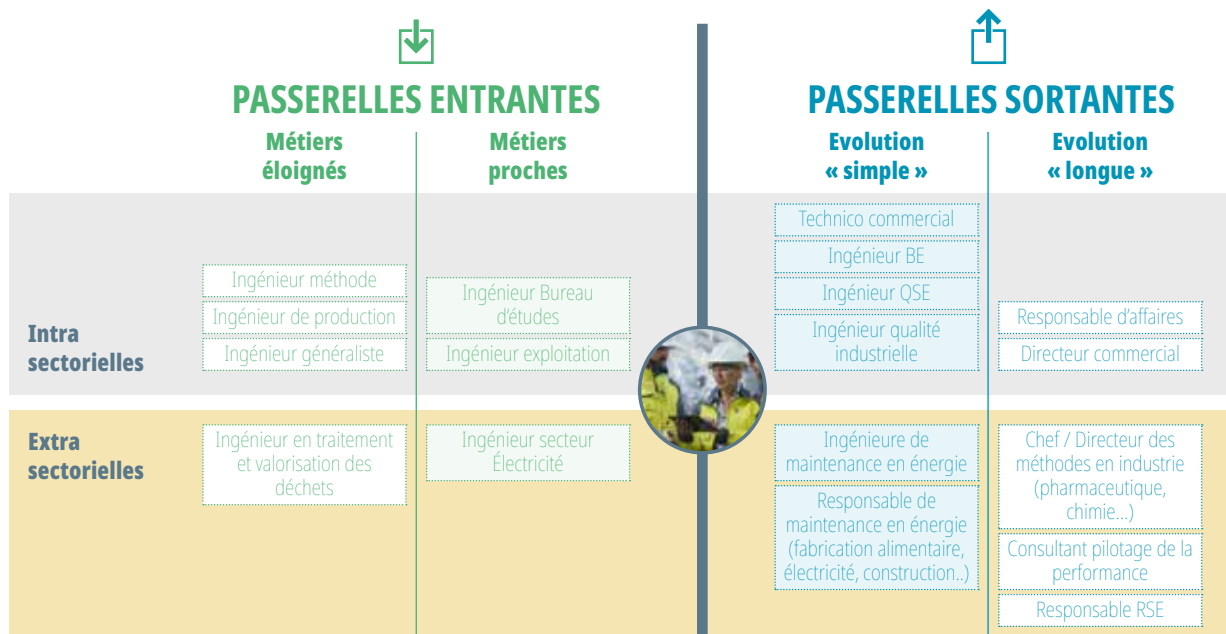 PASSERELLES ENTRANTES
Métiers
éloignés
Métiers
proches
PASSERELLES SORTANTES
Evolution
« simple »
Evolution
« longue »
Intra
sectorielles
Ingénieur méthode
Ingénieur de production
Ingénieur généraliste
Ingénieur Bureau
d’études
Ingénieur exploitation
Technico commercial
Ingénieur BE
Ingénieur QSE
Ingénieur qualité
industrielle
Responsable d’affaires
Directeur commercial
Extra
sectorielles
Ingénieur en traitement
et valorisation des
déchets
Ingénieur secteur
Électricité
Ingénieure de
maintenance en énergie
Responsable de
maintenance en énergie
(fabrication alimentaire,
électricité, construction..)
Chef / Directeur des
méthodes en industrie
(pharmaceutique,
chimie...)
Consultant pilotage de la
performance
Responsable RSE